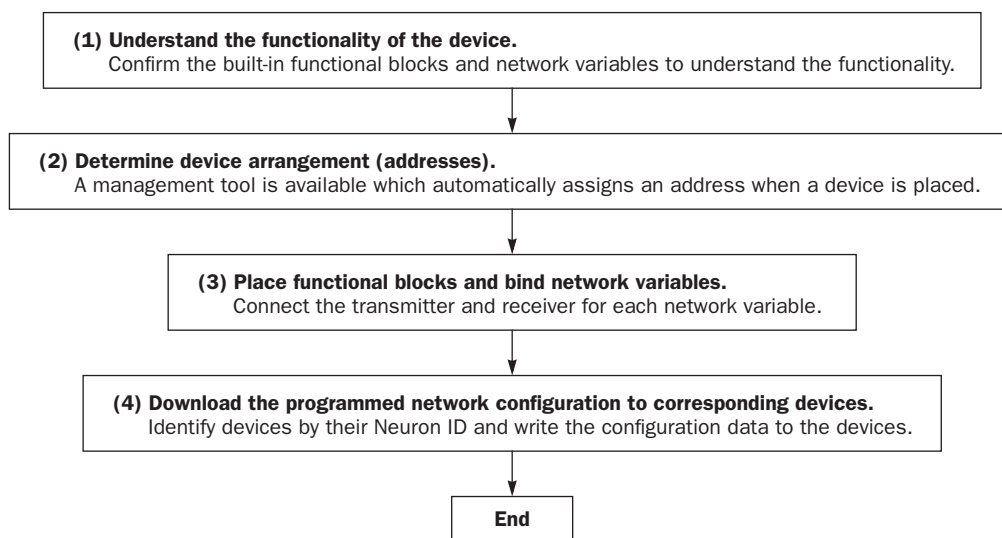 (1) Understand the functionality of the device.
Confirm the built-in functional blocks and network variables to understand the functionality.
(2) Determine device arrangement (addresses).
A management tool is available which automatically assigns an address when a device is placed.
(3) Place functional blocks and bind network variables.
Connect the transmitter and receiver for each network variable.
(4) Download the programmed network configuration to corresponding devices.
Identify devices by their Neuron ID and write the configuration data to the devices.
End